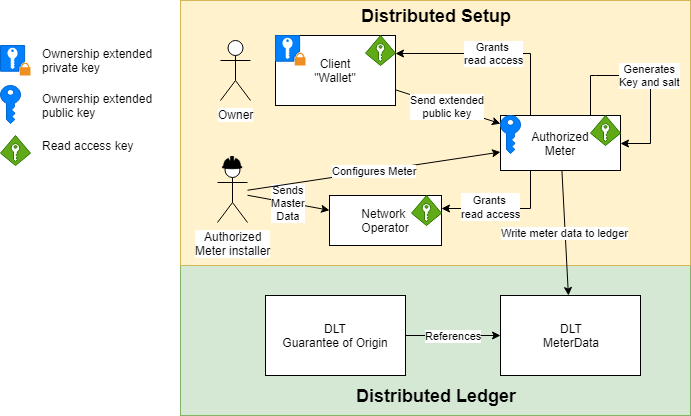 Distributed Setup
Ownership extended
private key
Ownership extended
public key
Read access key
Owner
Client
"Wallet"
Grants
read access
Send extended
public key
Generates
Key and salt
Authorized
Meter
Configures Meter
Sends
Master
Data
Authorized
Meter installer
Network
Operator
Grants
read access
Write meter data to ledger
DLT
Guarantee of Origin
References
DLT
MeterData
Distributed Ledger